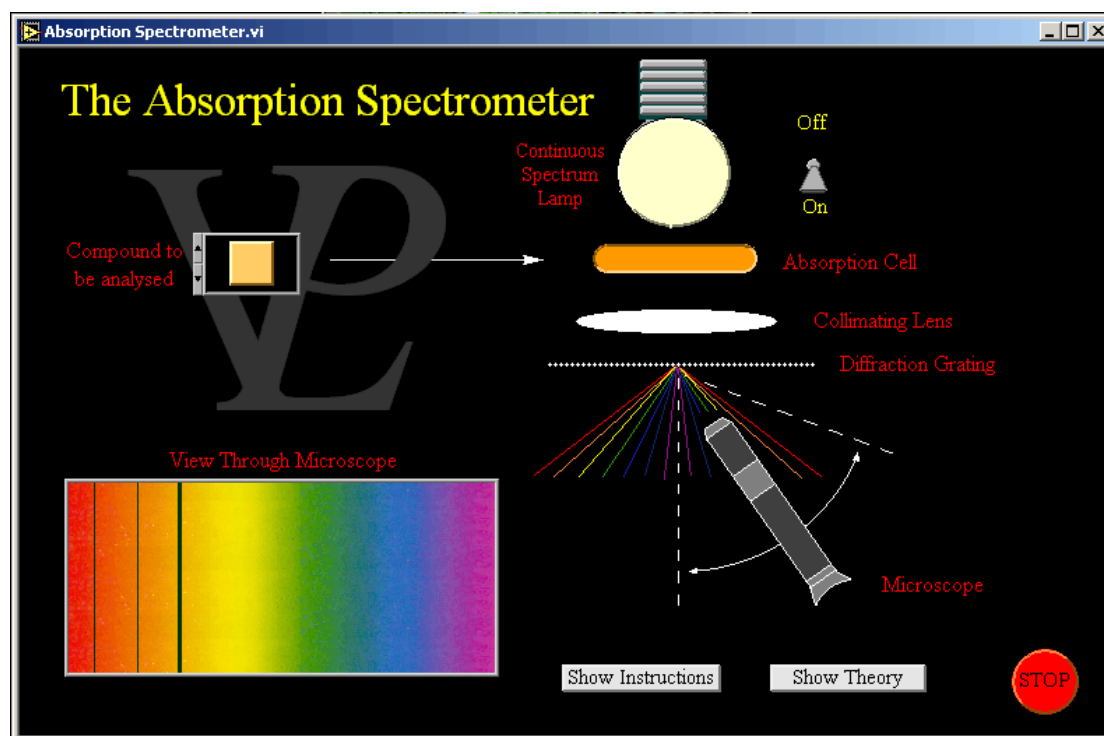 Absorption Spectrometer.vi
The Absorption Spectrometer
Continuous
Spectrum
Lamp
Off
On
Compound to
be analysed
VPL
Absorption Cell
Collimating Lens
Diffraction Grating
View Through Microscope
Microscope
Show Instructions
Show Theory
STOP